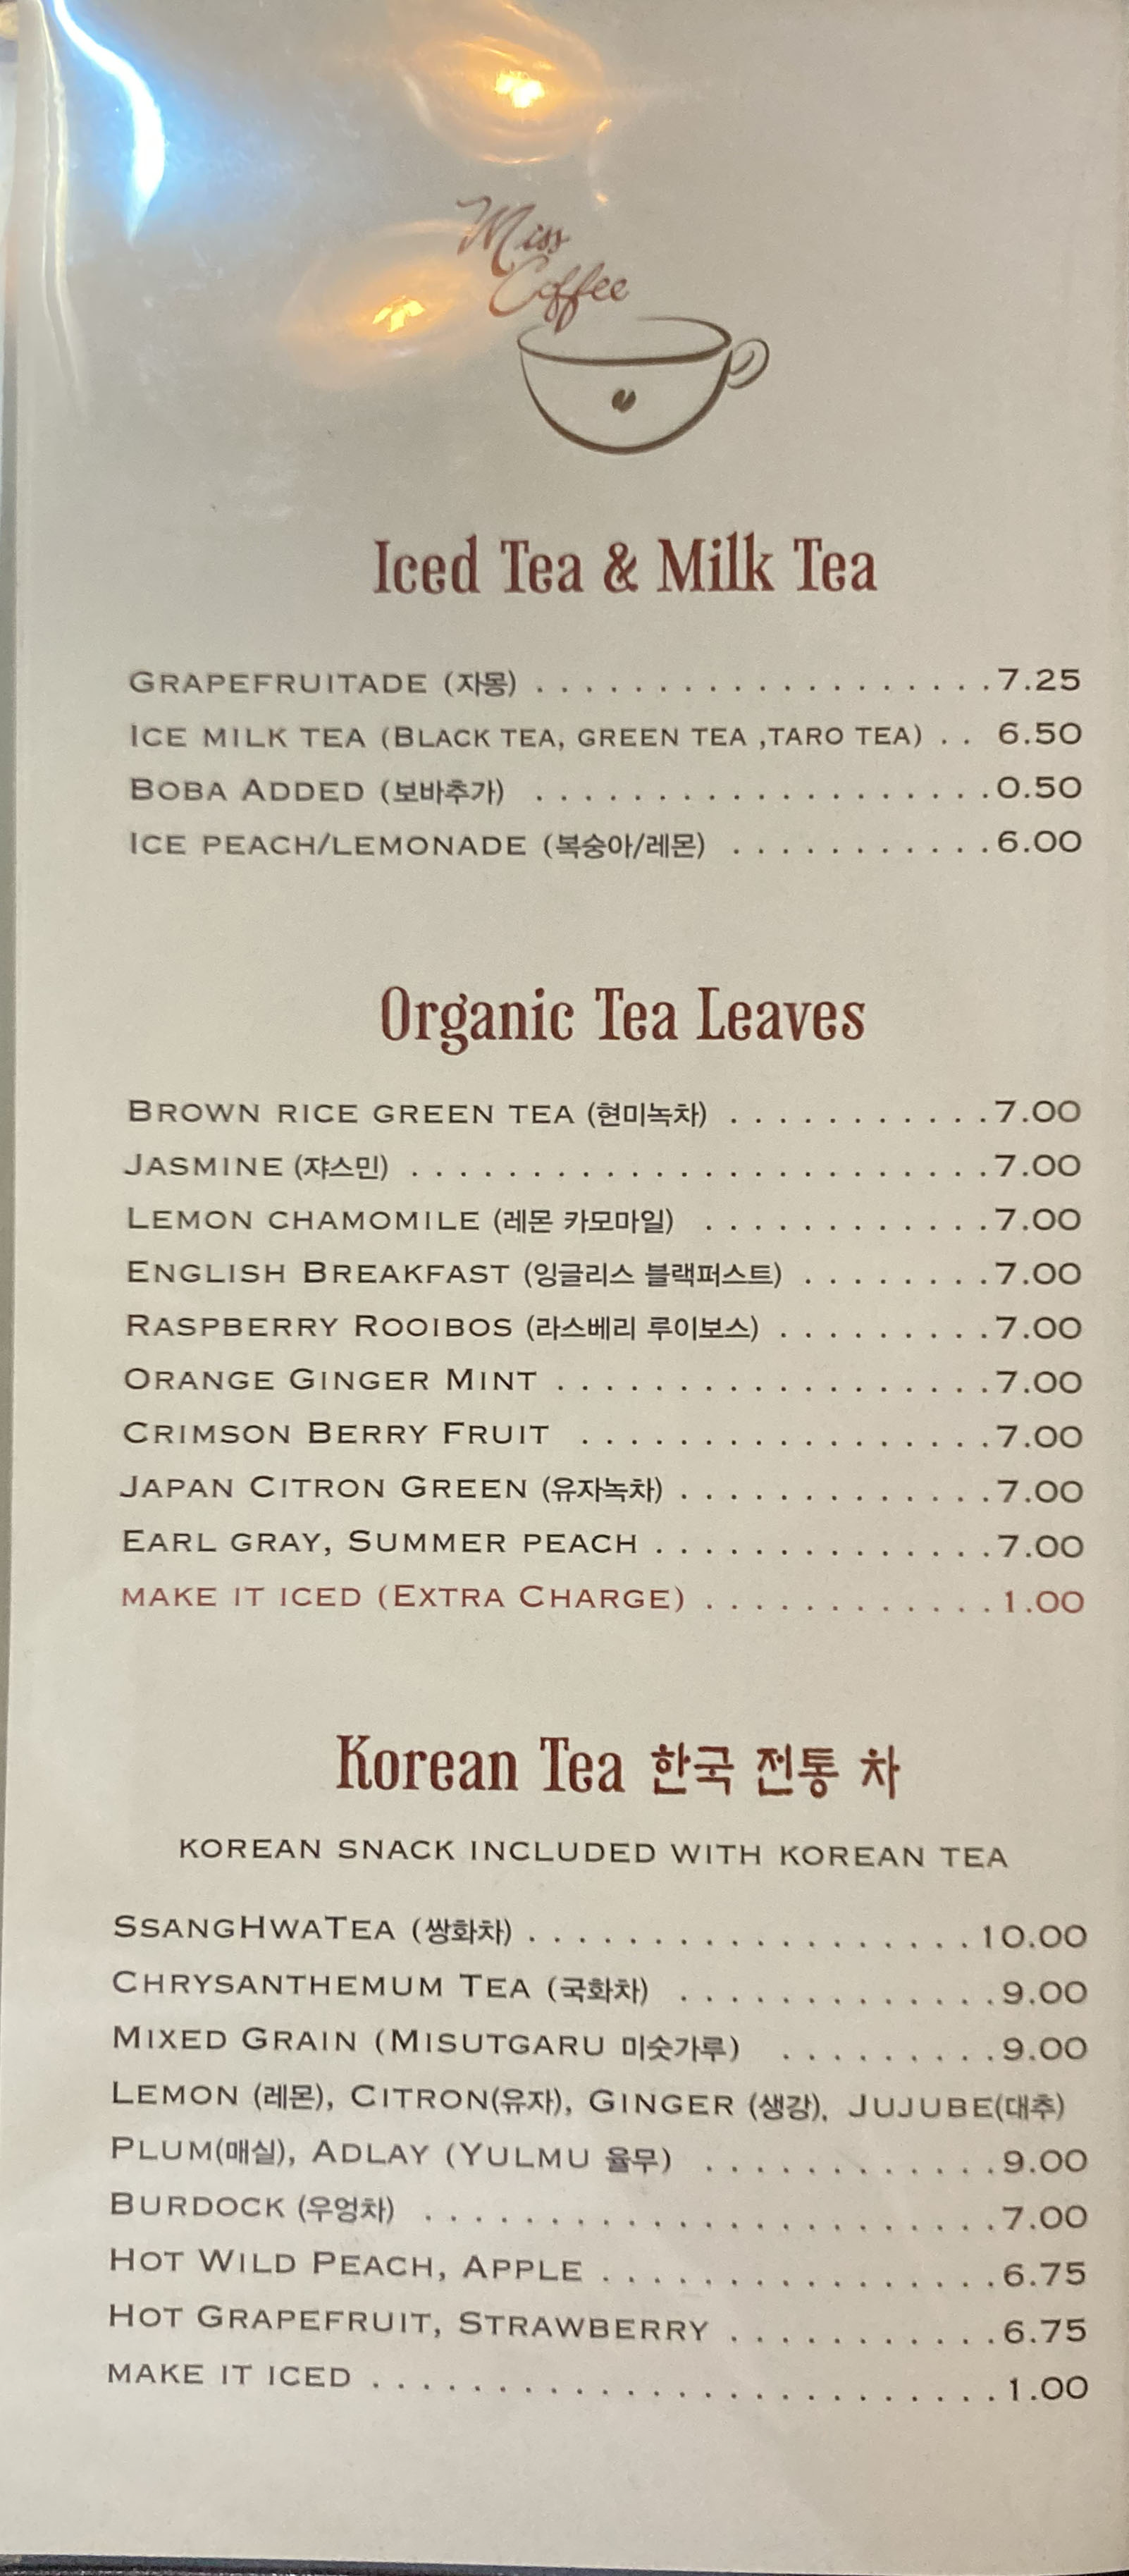 Miss
Coffee
Iced Tea & Milk Tea
GRAPEFRUITADE (자몽) . . . . . . . . . . . . . . . . . . . 7.25
ICE MILK TEA (BLACK TEA, GREEN TEA ,TARO TEA) . . 6.50
BOBA ADDED (보바추가) . . . . . . . . . . . . . . . . . . . 0.50
ICE PEACH/LEMONADE (복숭아/레몬) . . . . . . . . . . . 6.00
Organic Tea Leaves
BROWN RICE GREEN TEA (현미녹차) . . . . . . . . . . . 7.00
JASMINE (쟈스민) . . . . . . . . . . . . . . . . . . . . . . . . 7.00
LEMON CHAMOMILE (레몬 카모마일) . . . . . . . . . . . . 7.00
ENGLISH BREAKFAST (잉글리스 블랙퍼스트) . . . . . . . . 7.00
RASPBERRY ROOIBOS (라스베리 루이보스) . . . . . . . . . 7.00
ORANGE GINGER MINT . . . . . . . . . . . . . . . . . . 7.00
CRIMSON BERRY FRUIT . . . . . . . . . . . . . . . . . 7.00
JAPAN CITRON GREEN (유자녹차) . . . . . . . . . . . . . 7.00
EARL GRAY, SUMMER PEACH . . . . . . . . . . . . . . 7.00
MAKE IT ICED (EXTRA CHARGE) . . . . . . . . . . . . 1.00
Korean Tea 한국 전통 차
KOREAN SNACK INCLUDED WITH KOREAN TEA
SSANGHWATEA (쌍화차) . . . . . . . . . . . . . . . . . . 10.00
CHRYSANTHEMUM TEA (국화차) . . . . . . . . . . . . . 9.00
MIXED GRAIN (MISUTGARU 미숫가루) . . . . . . . . . 9.00
LEMON (레몬), CITRON(유자), GINGER (생강), JUJUBE(대추)
PLUM(매실), ADLAY (YULMU 율무) . . . . . . . . . . . . 9.00
BURDOCK (우엉차) . . . . . . . . . . . . . . . . . . . . . . . 7.00
HOT WILD PEACH, APPLE . . . . . . . . . . . . . . . . 6.75
HOT GRAPEFRUIT, STRAWBERRY . . . . . . . . . . . 6.75
MAKE IT ICED . . . . . . . . . . . . . . . . . . . . . . . . . 1.00